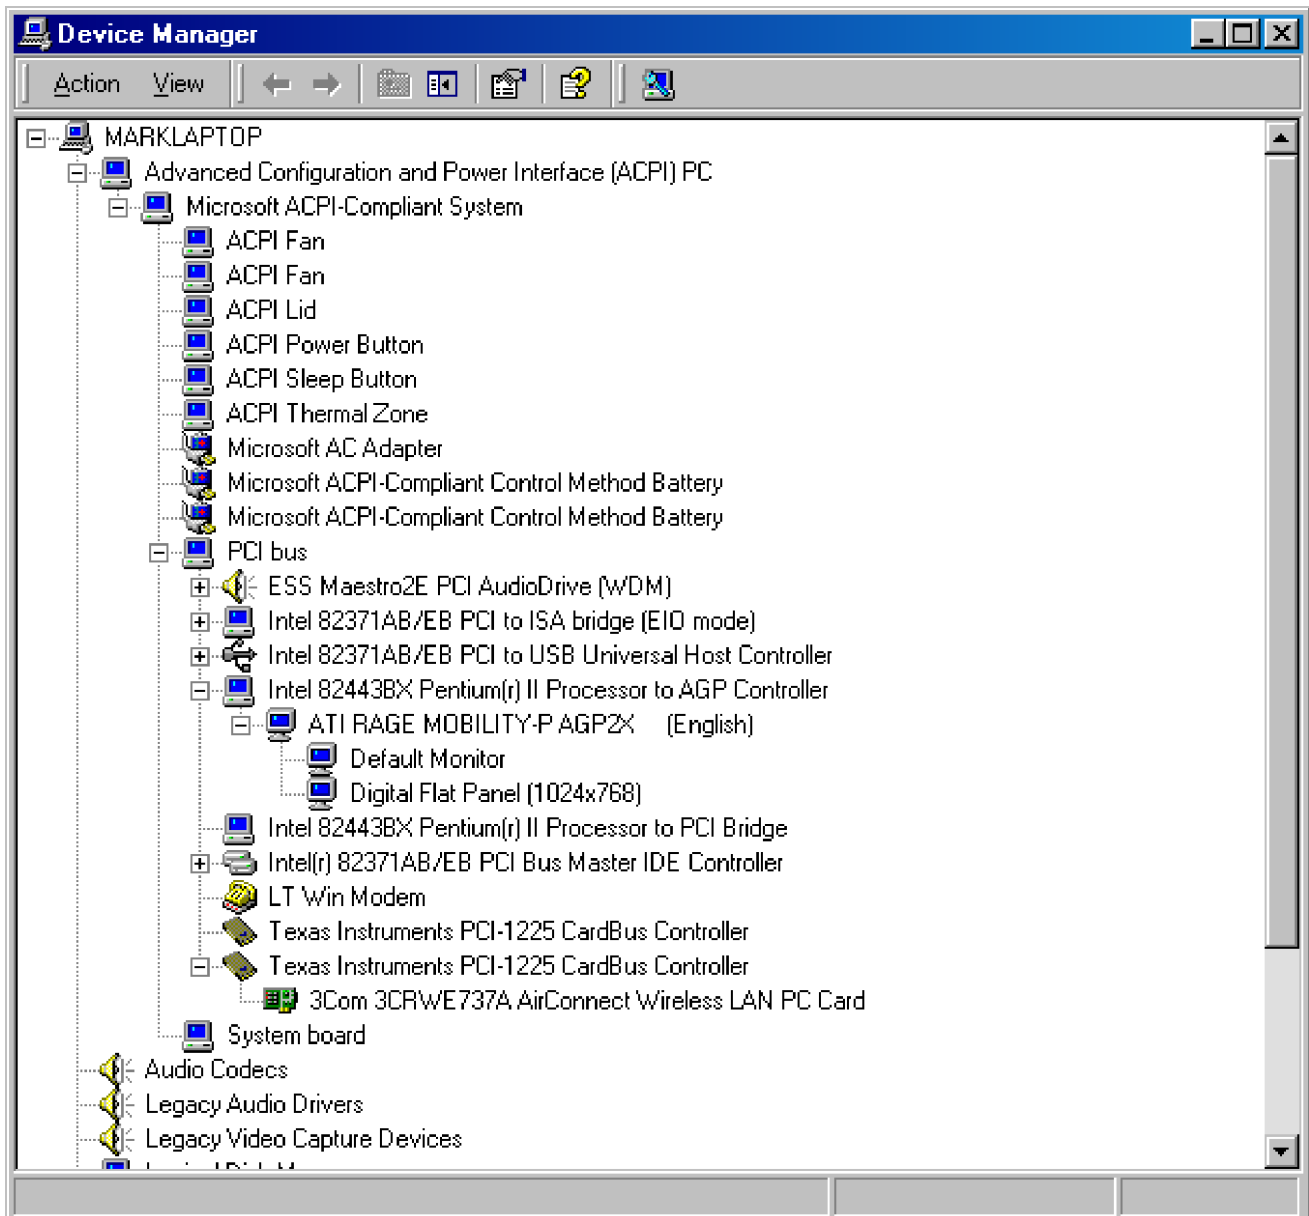 Device Manager
Action View
MARKLAPTOP
Advanced Configuration and Power Interface (ACPI) PC
Microsoft ACPI-Compliant System
ACPI Fan
ACPI Fan
ACPI Lid
ACPI Power Button
ACPI Sleep Button
ACPI Thermal Zone
Microsoft AC Adapter
Microsoft ACPI-Compliant Control Method Battery
Microsoft ACPI-Compliant Control Method Battery
PCI bus
ESS Maestro2E PCI AudioDrive (WDM)
Intel 82371AB/EB PCI to ISA bridge (EIO mode)
Intel 82371AB/EB PCI to USB Universal Host Controller
Intel 82443BX Pentium(r) II Processor to AGP Controller
ATI RAGE MOBILITY-P AGP2X (English)
Default Monitor
Digital Flat Panel (1024x768)
Intel 82443BX Pentium(r) II Processor to PCI Bridge
Intel(r) 82371AB/EB PCI Bus Master IDE Controller
LT Win Modem
Texas Instruments PCI-1225 CardBus Controller
Texas Instruments PCI-1225 CardBus Controller
3Com 3CRWE737A AirConnect Wireless LAN PC Card
System board
Audio Codecs
Legacy Audio Drivers
Legacy Video Capture Devices